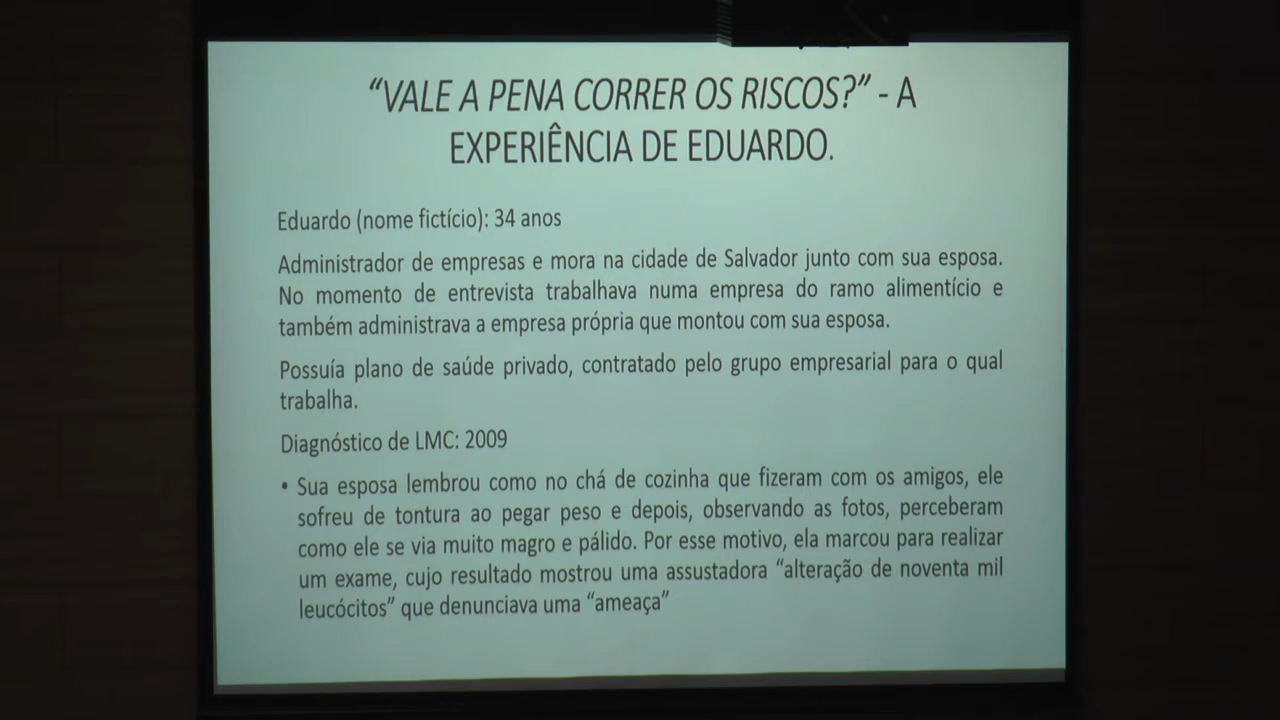 “VALE A PENA CORRER OS RISCOS?” - A
EXPERIÊNCIA DE EDUARDO.
Eduardo (nome fictício): 34 anos
Administrador de empresas e mora na cidade de Salvador junto com sua esposa.
No momento de entrevista trabalhava numa empresa do ramo alimentício e
também administrava a empresa própria que montou com sua esposa.
Possuía plano de saúde privado, contratado pelo grupo empresarial para o qual
trabalha.
Diagnóstico de LMC: 2009
• Sua esposa lembrou como no chá de cozinha que fizeram com os amigos, ele
sofreu de tontura ao pegar peso e depois, observando as fotos, perceberam
como ele se via muito magro e pálido. Por esse motivo, ela marcou para realizar
um exame, cujo resultado mostrou uma assustadora “alteração de noventa mil
leucócitos” que denunciava uma “ameaça”